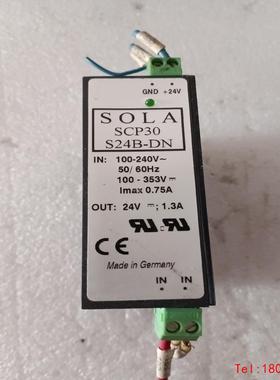 GND +24V
SOLA
SCP30
S24B-DN
IN: 100-240V~
50/60Hz
100 - 353V ⎓
Imax 0.75A
OUT: 24V ⎓; 1.3A
Made in Germany
IN IN
Tel:180